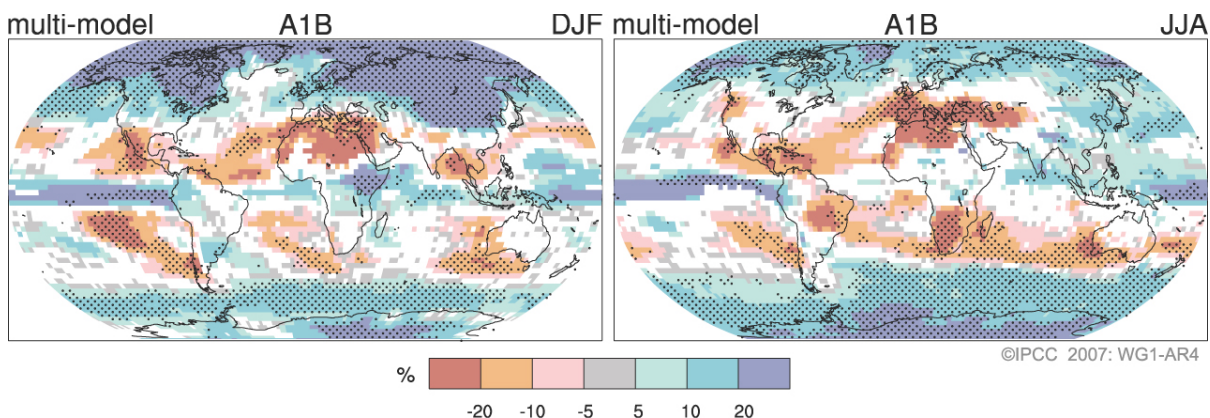 multi-model A1B DJF
multi-model A1B JJA
©IPCC 2007: WG1-AR4
%
-20 -10 -5 5 10 20